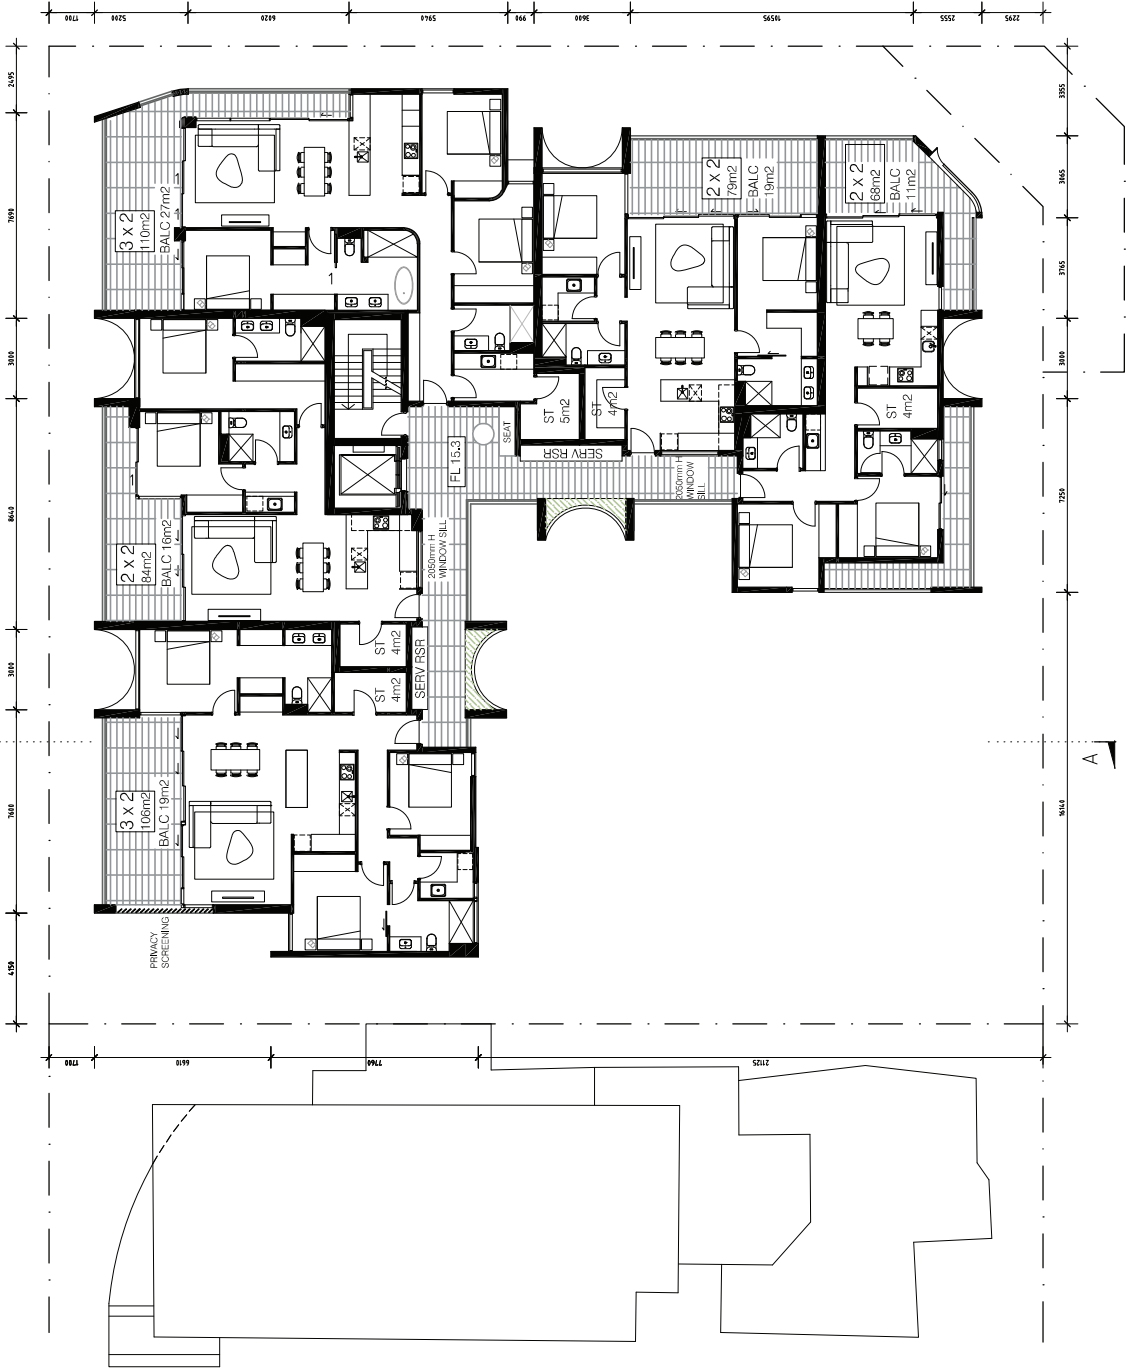 1700
5200
6020
5940
990
3600
10595
2555
2295
2495
7690
3000
8640
3000
7600
4150
3355
3665
3765
3000
7250
16140
3 x 2
110m2
BALC 27m2
2 x 2
79m2
BALC
19m2
2 x 2
68m2
BALC
11m2
ST
5m2
ST
4m2
ST
4m2
SEAT
FL 15.3
SERV RSR
2050mm H
WINDOW
SILL
2 x 2
84m2
BALC 16m2
2050mm H
WINDOW SILL
ST
4m2
SERV RSR
ST
4m2
3 x 2
106m2
BALC 19m2
A
PRIVACY
SCREENING
1700
6610
7760
21125